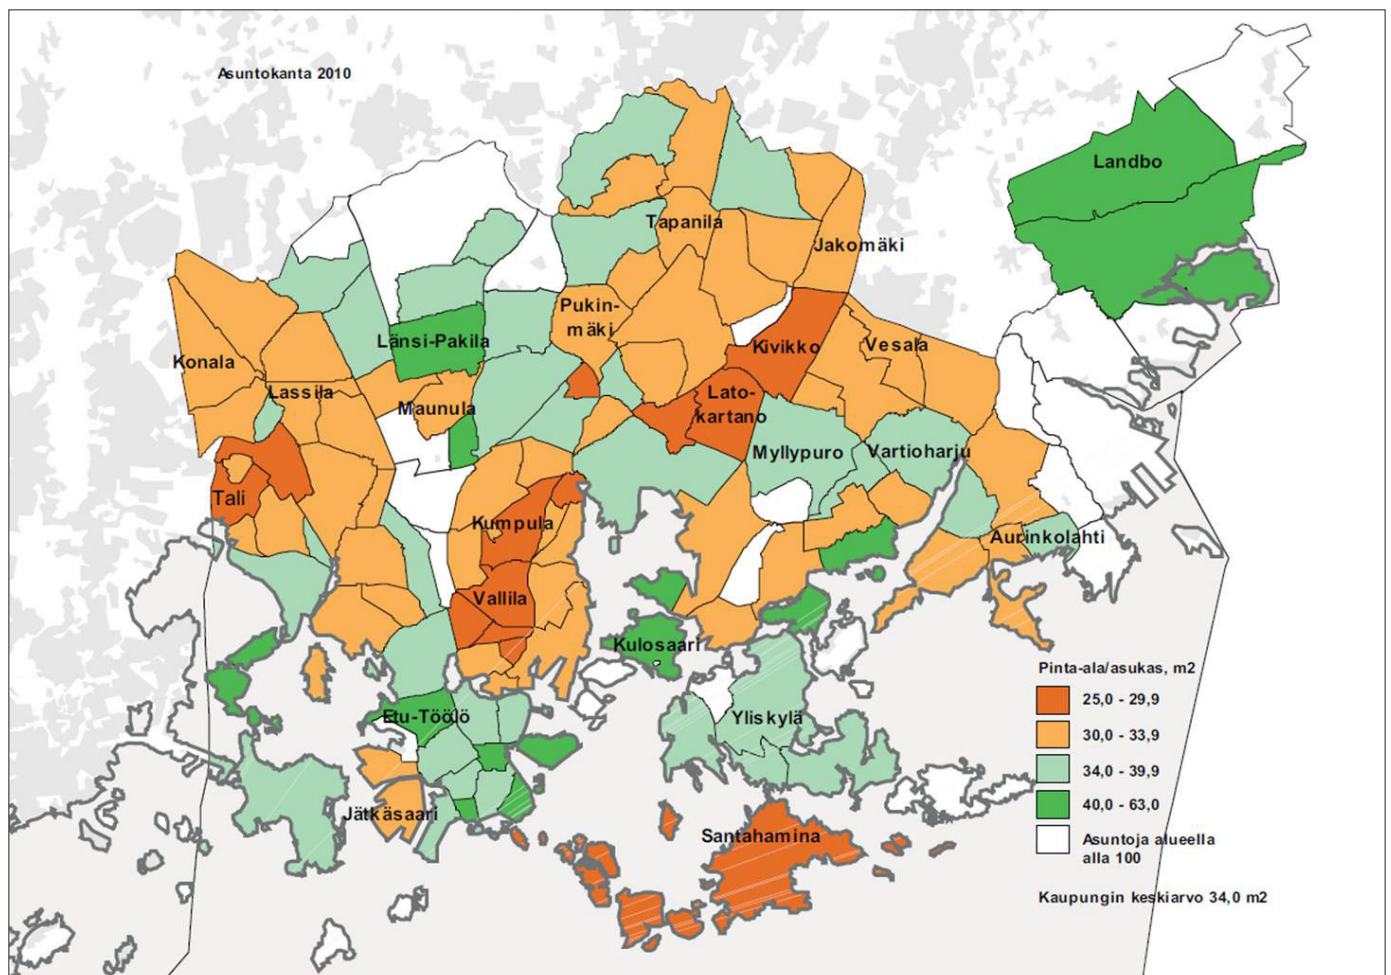 Asuntokanta 2010
Landbo
Tapanila
Jakomäki
Pukin-
mäki
Länsi-Pakila
Kivikko
Vesala
Konala
Lassila
Maunula
Lato-
kartano
Myllypuro
Vartioharju
Tali
Kumpula
Aurinkolahti
Vallila
Kulosaari
Etu-Töölö
Yliskylä
Jätkäsaari
Santahamina
Pinta-ala/asukas, m2
25,0 - 29,9
30,0 - 33,9
34,0 - 39,9
40,0 - 63,0
Asuntoja alueella
alla 100
Kaupungin keskiarvo 34,0 m2